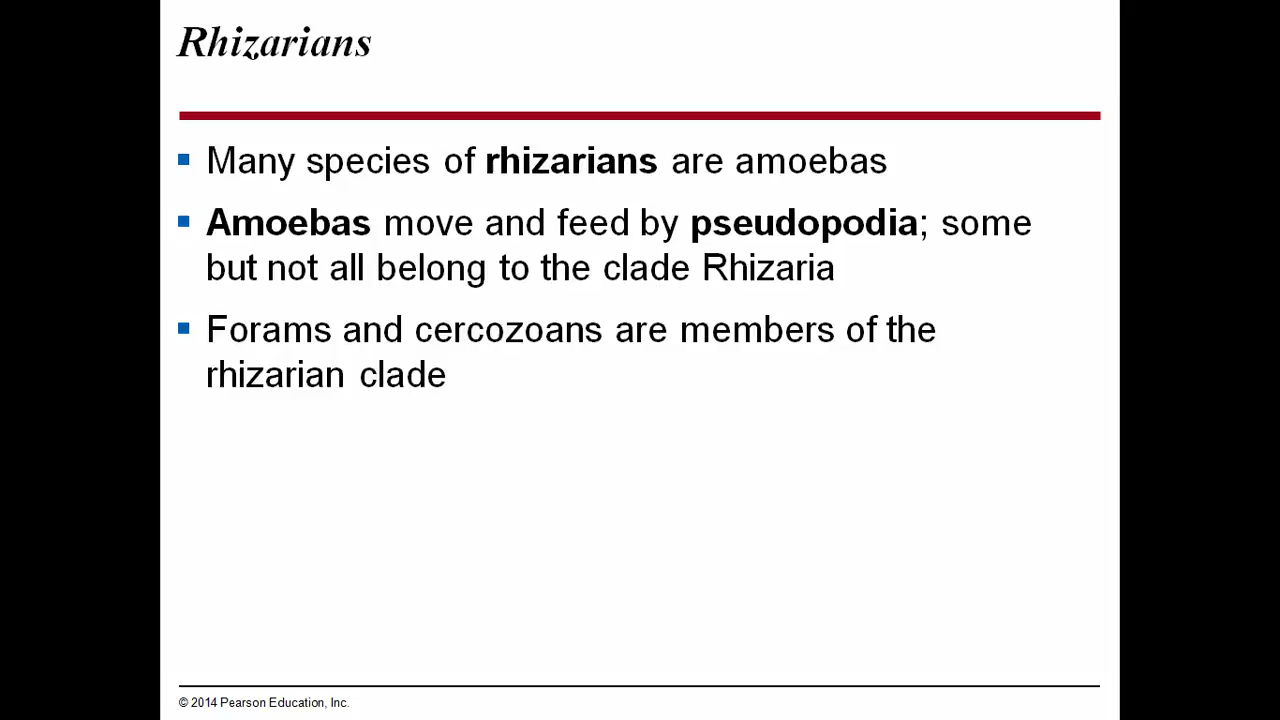 Rhizarians
Many species of rhizarians are amoebas
Amoebas move and feed by pseudopodia; some
but not all belong to the clade Rhizaria
Forams and cercozoans are members of the
rhizarian clade
© 2014 Pearson Education, Inc.